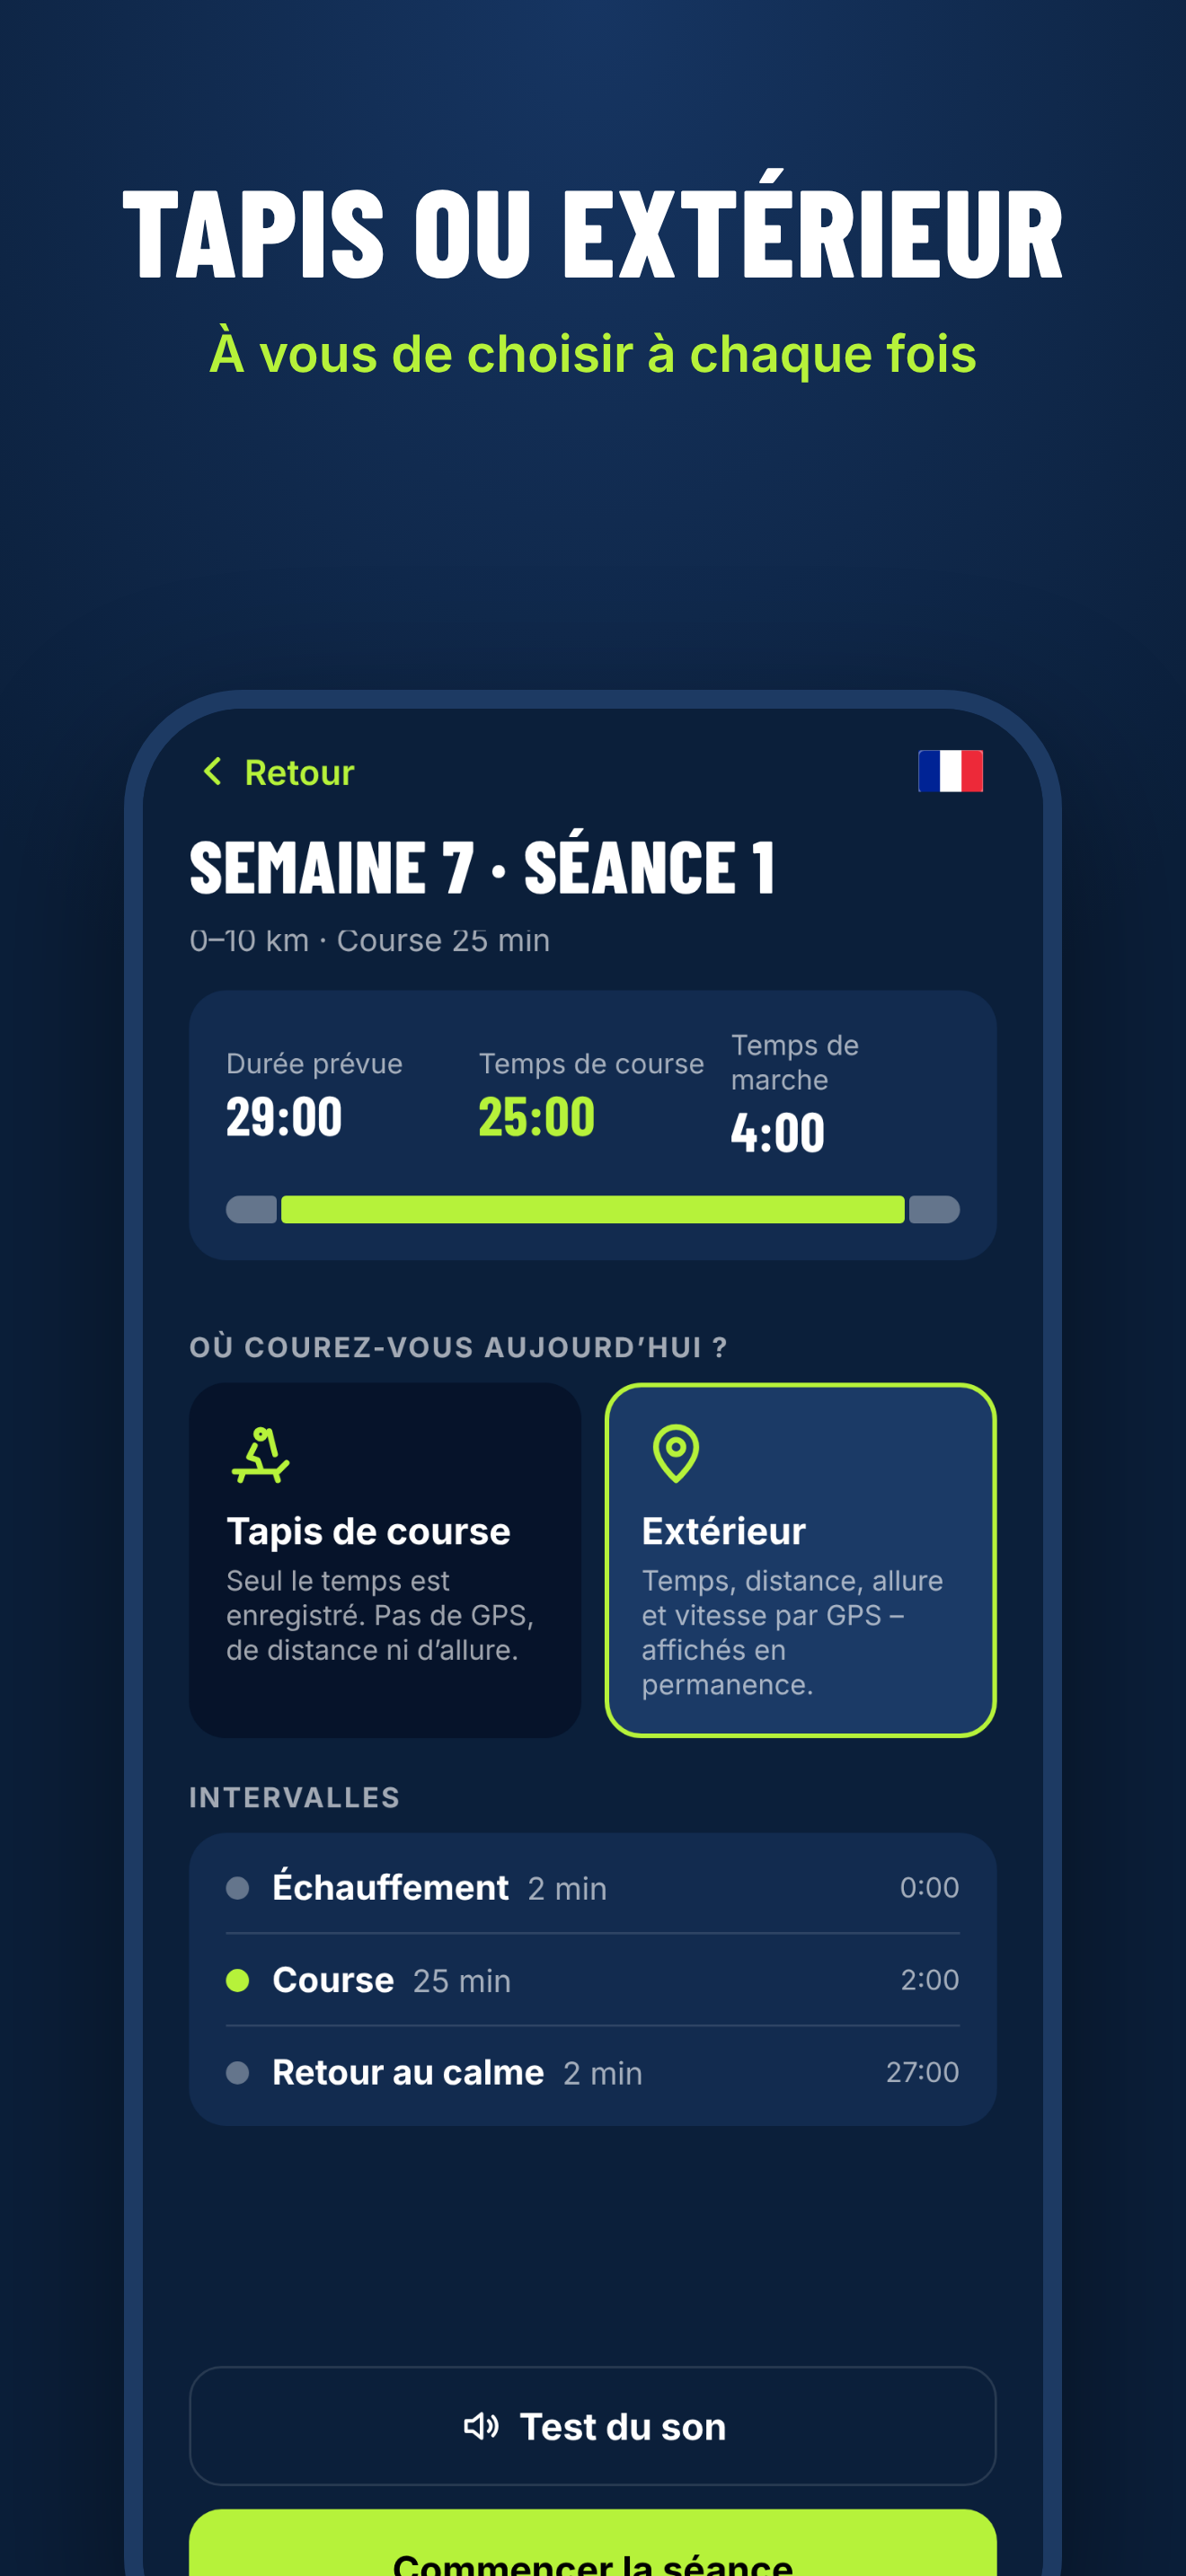 TAPIS OU EXTÉRIEUR
À vous de choisir à chaque fois
Retour
SEMAINE 7 · SÉANCE 1
0–10 km · Course 25 min
Durée prévue
29:00
Temps de course
25:00
Temps de
marche
4:00
OÙ COUREZ-VOUS AUJOURD’HUI ?
Tapis de course
Seul le temps est
enregistré. Pas de GPS,
de distance ni d’allure.
Extérieur
Temps, distance, allure
et vitesse par GPS –
affichés en
permanence.
INTERVALLES
Échauffement 2 min 0:00
Course 25 min 2:00
Retour au calme 2 min 27:00
Test du son
Commencer la séance